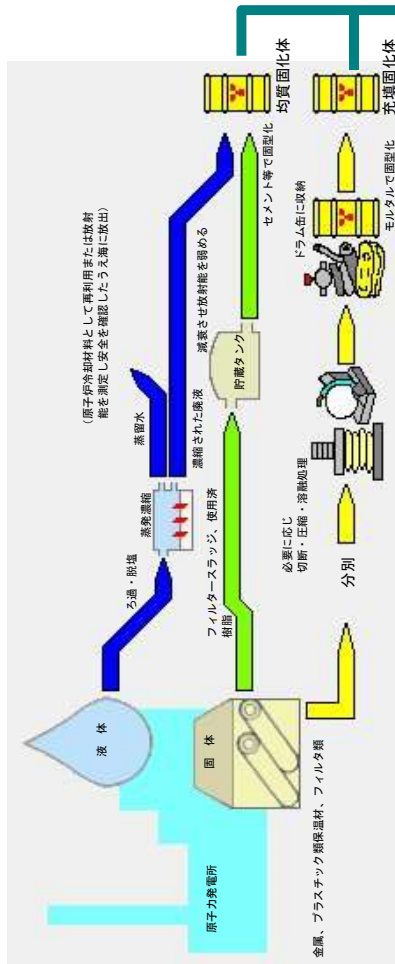 原子力発電所
液 体
固 体
ろ過・脱塩
蒸発濃縮
蒸留水
（原子炉冷却材料として再利用または放射
能を測定し安全を確認したうえ海に放出）
濃縮された廃液
フィルタースラッジ、使用済
樹脂
減衰させ放射能を弱める
貯蔵タンク
セメント等で固型化
均質固化体
金属、プラスチック類保温材、フィルタ類
分別
必要に応じ
切断・圧縮・溶融処理
ドラム缶に収納
モルタルで固型化
充填固化体